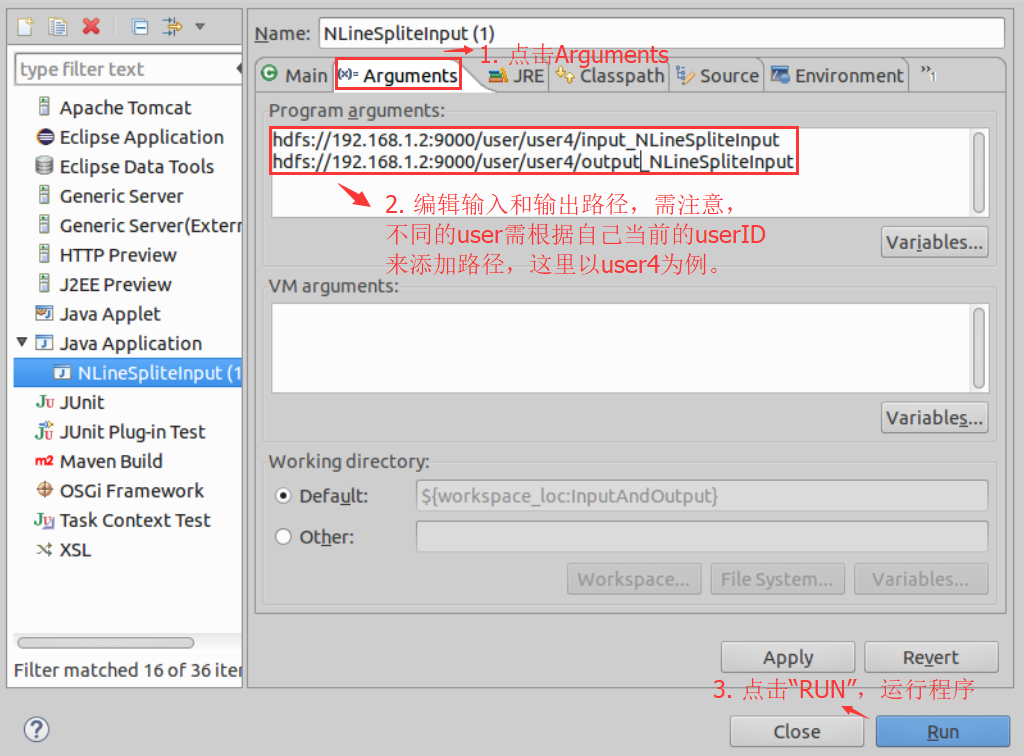 Name: NLineSpliteInput (1)
type filter text
Apache Tomcat
Eclipse Application
Eclipse Data Tools
Generic Server
Generic Server(Extern
HTTP Preview
J2EE Preview
Java Applet
Java Application
NLineSpliteInput (1
JUnit
JUnit Plug-in Test
Maven Build
OSGi Framework
Task Context Test
XSL
Filter matched 16 of 36 iter
1. 点击Arguments
Main (x)= Arguments JRE Classpath Source Environment »1
Program arguments:
hdfs://192.168.1.2:9000/user/user4/input_NLineSpliteInput
hdfs://192.168.1.2:9000/user/user4/output_NLineSpliteInput
2. 编辑输入和输出路径，需注意，
不同的user需根据自己当前的userID
来添加路径，这里以user4为例。
Variables...
VM arguments:
Variables...
Working directory:
Default: ${workspace_loc:InputAndOutput}
Other:
Workspace... File System... Variables...
Apply Revert
3. 点击“RUN”，运行程序
Close Run